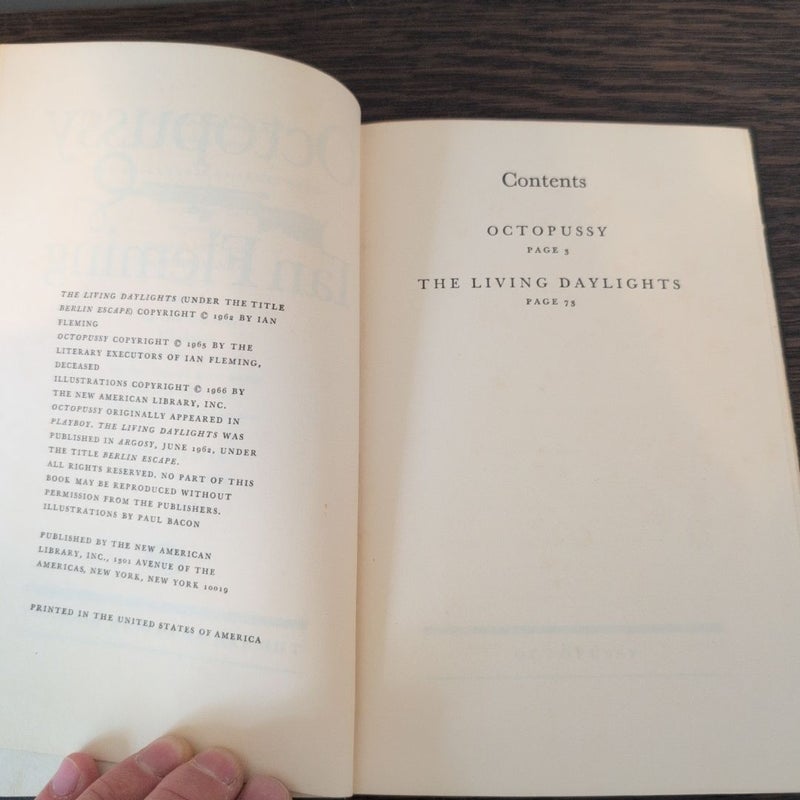 THE LIVING DAYLIGHTS (UNDER THE TITLE
BERLIN ESCAPE) COPYRIGHT © 1962 BY IAN
FLEMING
OCTOPUSSY COPYRIGHT © 1965 BY THE
LITERARY EXECUTORS OF IAN FLEMING,
DECEASED
ILLUSTRATIONS COPYRIGHT © 1966 BY
THE NEW AMERICAN LIBRARY, INC.
OCTOPUSSY ORIGINALLY APPEARED IN
PLAYBOY. THE LIVING DAYLIGHTS WAS
PUBLISHED IN ARGOSY, JUNE 1962, UNDER
THE TITLE BERLIN ESCAPE.
ALL RIGHTS RESERVED. NO PART OF THIS
BOOK MAY BE REPRODUCED WITHOUT
PERMISSION FROM THE PUBLISHERS.
ILLUSTRATIONS BY PAUL BACON
PUBLISHED BY THE NEW AMERICAN
LIBRARY, INC., 1301 AVENUE OF THE
AMERICAS, NEW YORK, NEW YORK 10019
PRINTED IN THE UNITED STATES OF AMERICA
Octopussy
Ian Fleming
Contents
OCTOPUSSY
PAGE 3
THE LIVING DAYLIGHTS
PAGE 75